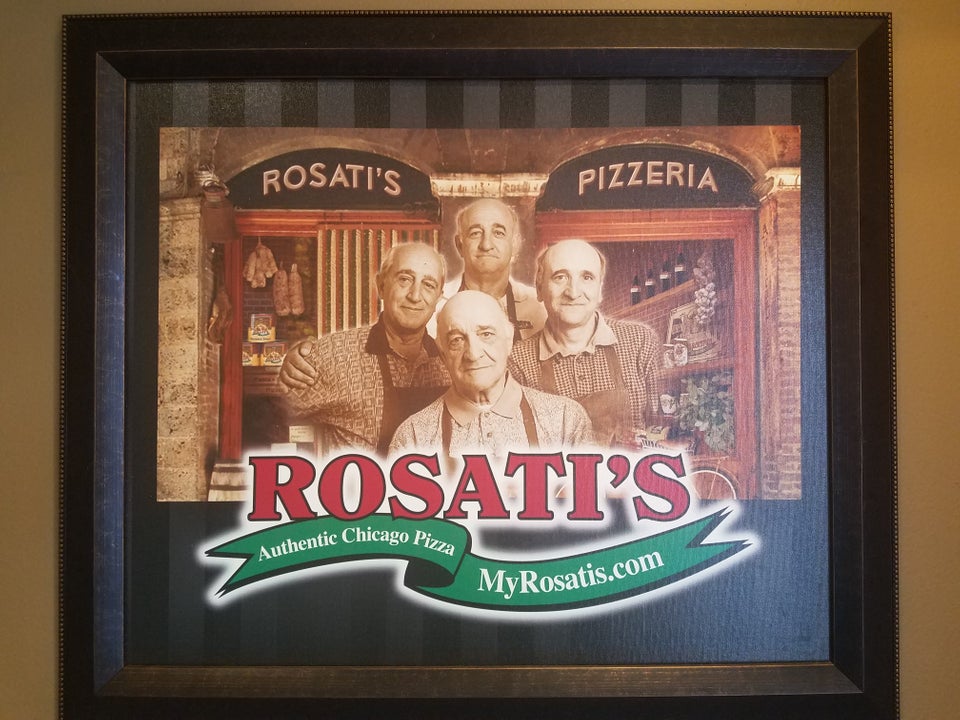 ROSATI'S PIZZERIA
ROSATI'S
Authentic Chicago Pizza
MyRosatis.com